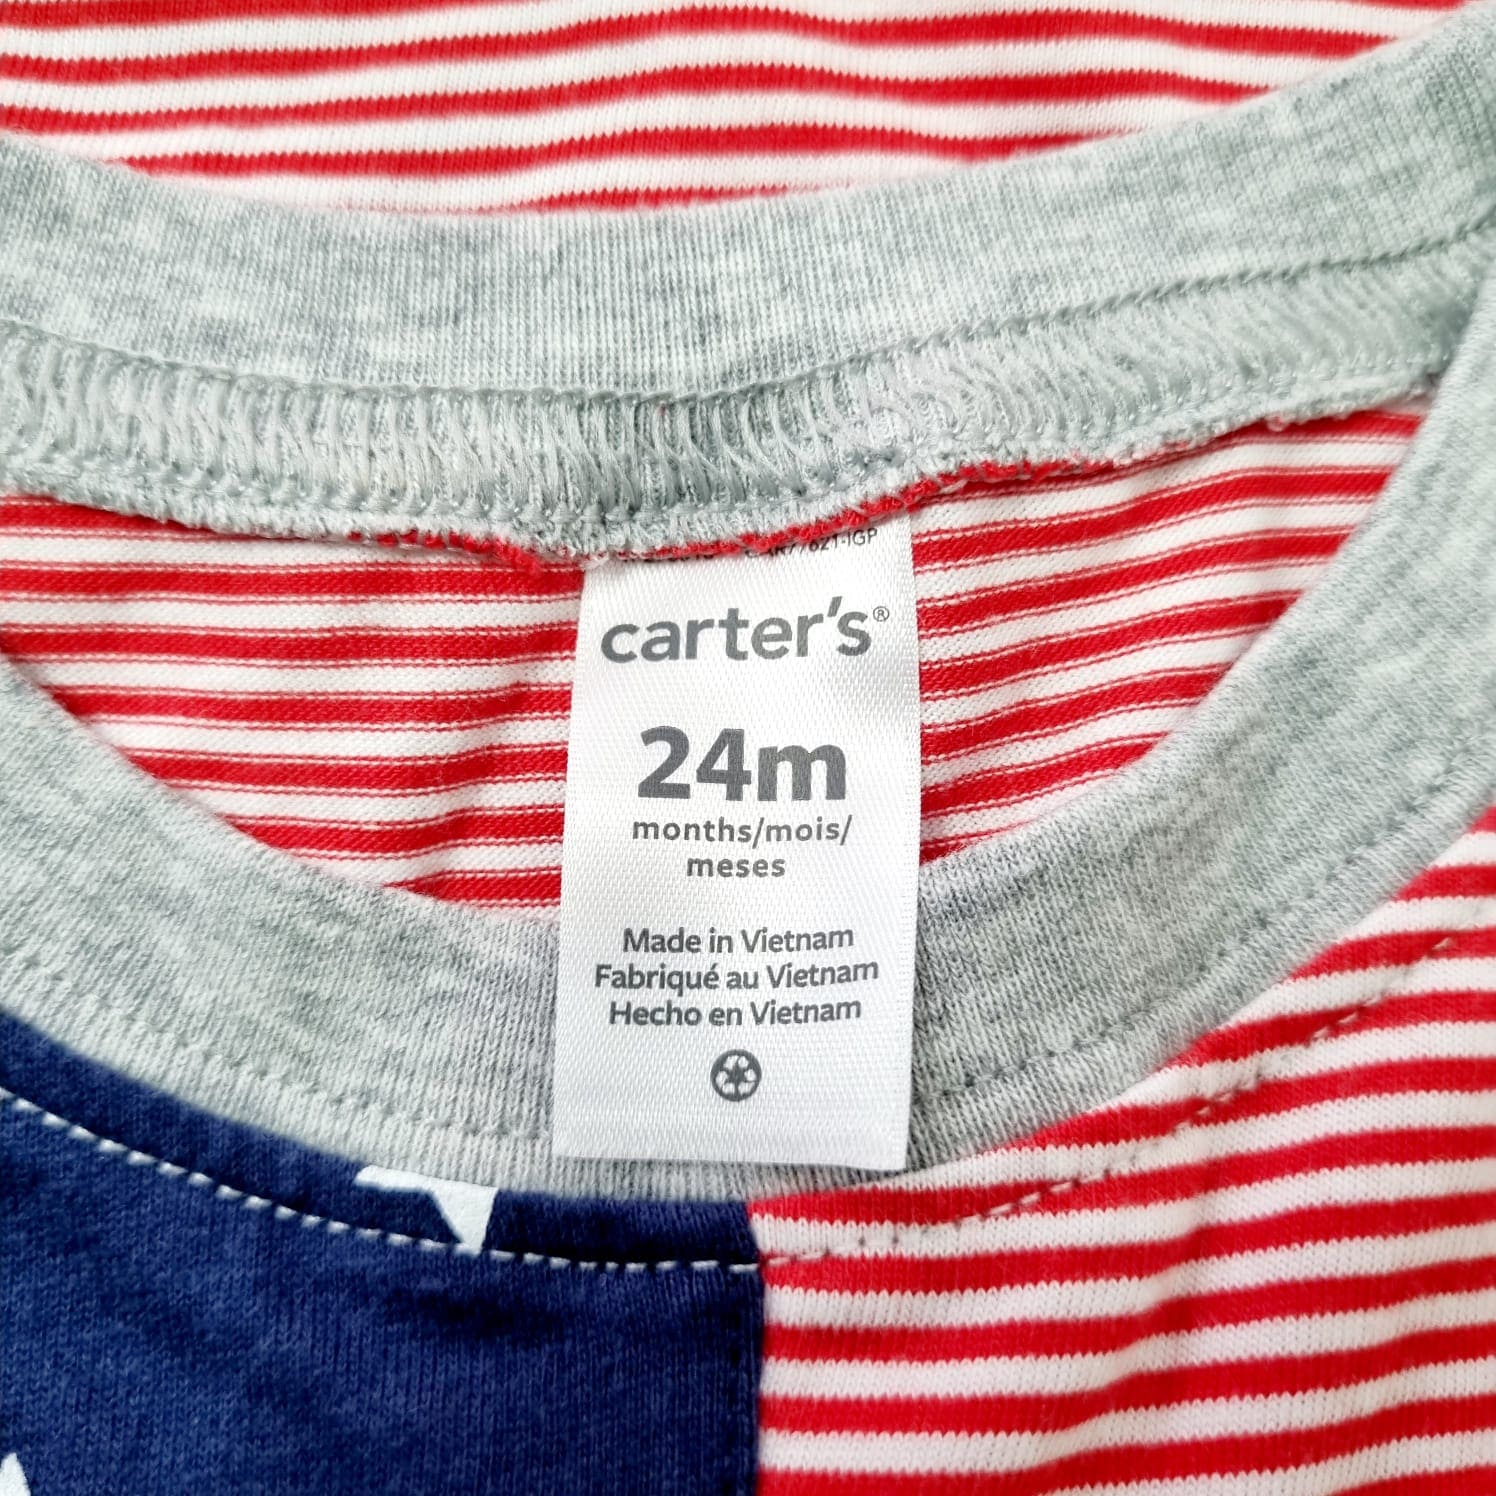 carter's®
24m
months/mois/
meses
Made in Vietnam
Fabriqué au Vietnam
Hecho en Vietnam